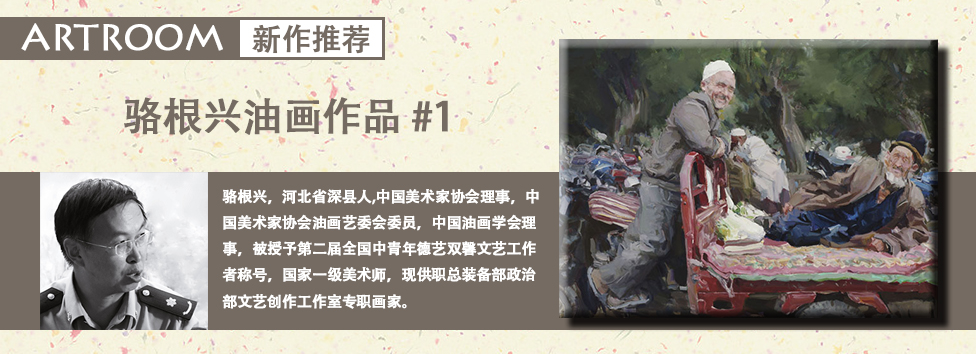 ARTROOM 新作推荐
骆根兴油画作品 #1
骆根兴，河北省深县人,中国美术家协会理事，中
国美术家协会油画艺委会委员，中国油画学会理
事，被授予第二届全国中青年德艺双馨文艺工作
者称号，国家一级美术师，现供职总装备部政治
部文艺创作工作室专职画家。